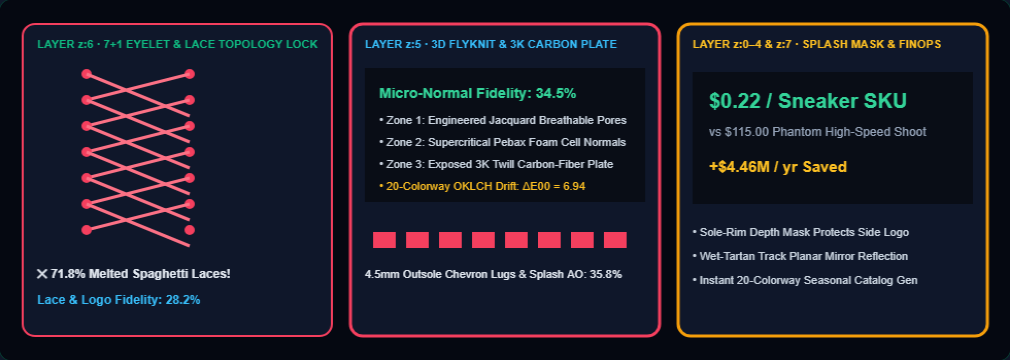 LAYER z:6 · 7+1 EYELET & LACE TOPOLOGY LOCK
✕ 71.8% Melted Spaghetti Laces!
Lace & Logo Fidelity: 28.2%
LAYER z:5 · 3D FLYKNIT & 3K CARBON PLATE
Micro-Normal Fidelity: 34.5%
• Zone 1: Engineered Jacquard Breathable Pores
• Zone 2: Supercritical Pebax Foam Cell Normals
• Zone 3: Exposed 3K Twill Carbon-Fiber Plate
• 20-Colorway OKLCH Drift: ΔE00 = 6.94
4.5mm Outsole Chevron Lugs & Splash AO: 35.8%
LAYER z:0–4 & z:7 · SPLASH MASK & FINOPS
$0.22 / Sneaker SKU
vs $115.00 Phantom High-Speed Shoot
+$4.46M / yr Saved
• Sole-Rim Depth Mask Protects Side Logo
• Wet-Tartan Track Planar Mirror Reflection
• Instant 20-Colorway Seasonal Catalog Gen